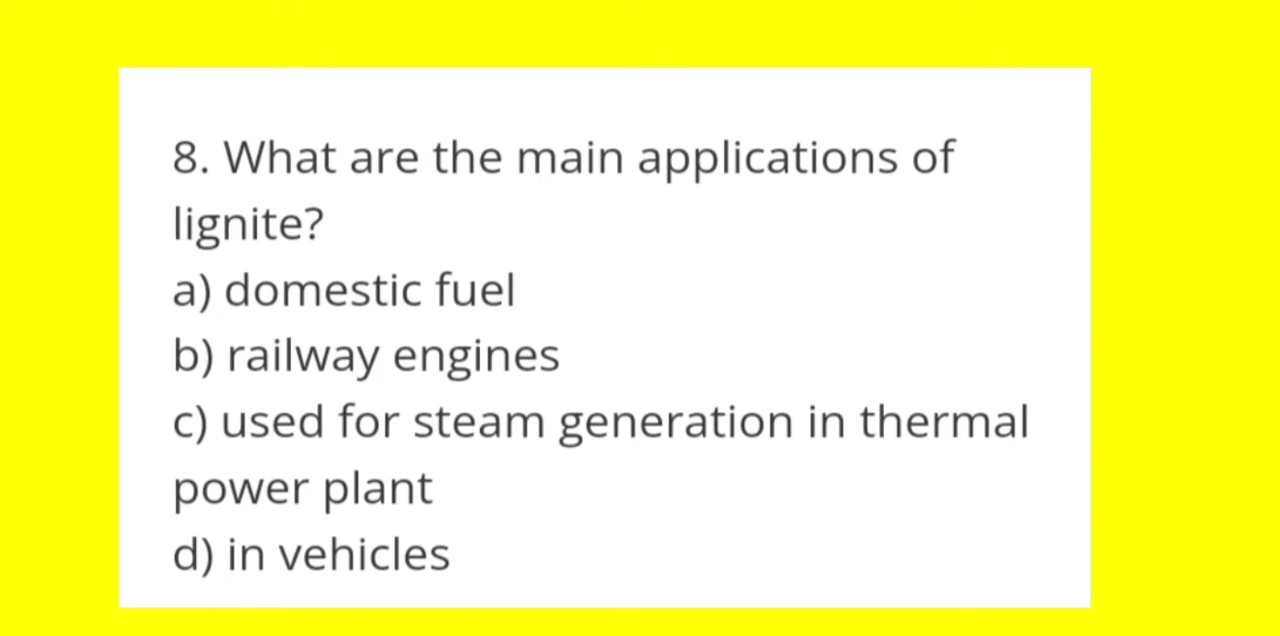 8. What are the main applications of
lignite?
a) domestic fuel
b) railway engines
c) used for steam generation in thermal
power plant
d) in vehicles